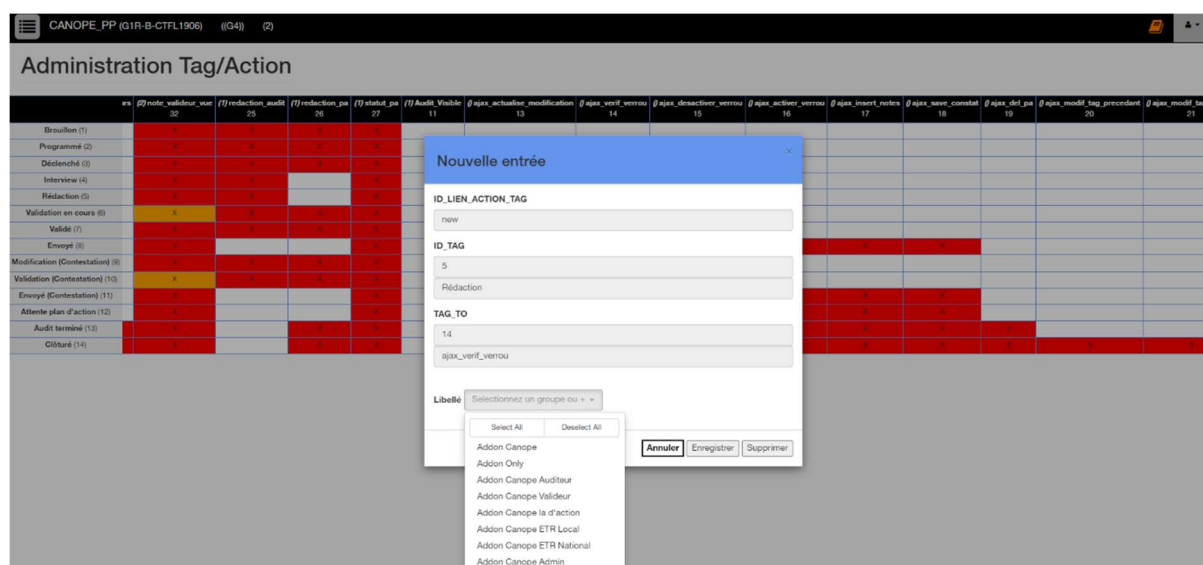 CANOPE_PP (G1R-B-CTFL1906) ((G4)) (2)
Administration Tag/Action
rs (2) note_valideur_vue (1) redaction_audit (1) redaction_pa (1) statut_pa (1) Audit_Visible () ajax_actualise_modification () ajax_verif_verrou () ajax_desactiver_verrou () ajax_activer_verrou () ajax_insert_notes () ajax_save_constat () ajax_del_pa () ajax_modif_tag_precedant () ajax_modif_ta
32 25 26 27 11 13 14 15 16 17 18 19 20 21
Brouillon (1) X X X X
Programmé (2) X X X X
Déclenché (3) X X X X
Interview (4) X X X
Rédaction (5) X X X
Validation en cours (6) X X X X
Validé (7) X X X X
Envoyé (8) X X X X
Modification (Contestation) (9) X X X X
Validation (Contestation) (10) X X X X
Envoyé (Contestation) (11) X X X X
Attente plan d'action (12) X X X X
Audit terminé (13) X X X X X X
Clôturé (14) X X X X X X X X
Nouvelle entrée ×
ID_LIEN_ACTION_TAG
new
ID_TAG
5
Rédaction
TAG_TO
14
ajax_verif_verrou
Libellé Selectionnez un groupe ou +
Select All Deselect All
Addon Canope
Addon Only
Addon Canope Auditeur
Addon Canope Valideur
Addon Canope la d'action
Addon Canope ETR Local
Addon Canope ETR National
Addon Canope Admin
Annuler Enregistrer Supprimer